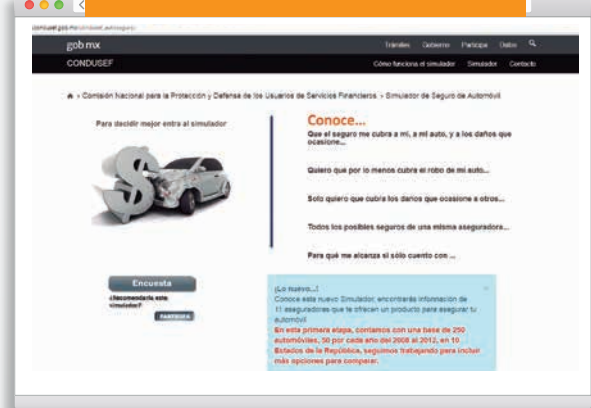 gob mx
Trámites Gobierno Participa Datos
CONDUSEF
Cómo funciona el simulador Simulador Contacto
> Comisión Nacional para la Protección y Defensa de los Usuarios de Servicios Financieros > Simulador de Seguro de Automóvil
Para decidir mejor entra al simulador
Conoce...
Que el seguro me cubra a mí, a mi auto, y a los daños que
ocasione...
Quiero que por lo menos cubra el robo de mi auto...
Solo quiero que cubra los daños que ocasione a otros...
Todos los posibles seguros de una misma aseguradora...
Para qué me alcanza si sólo cuento con ...
Encuesta
¿Recomendaría este
simulador?
PARTICIPA
¡Lo nuevo...!
Conoce este nuevo Simulador, encontrarás información de
11 aseguradoras que te ofrecen un producto para asegurar tu
automóvil
En esta primera etapa, contamos con una base de 250
automóviles, 50 por cada año del 2008 al 2012, en 10
Estados de la República, seguimos trabajando para incluir
más opciones para comparar.